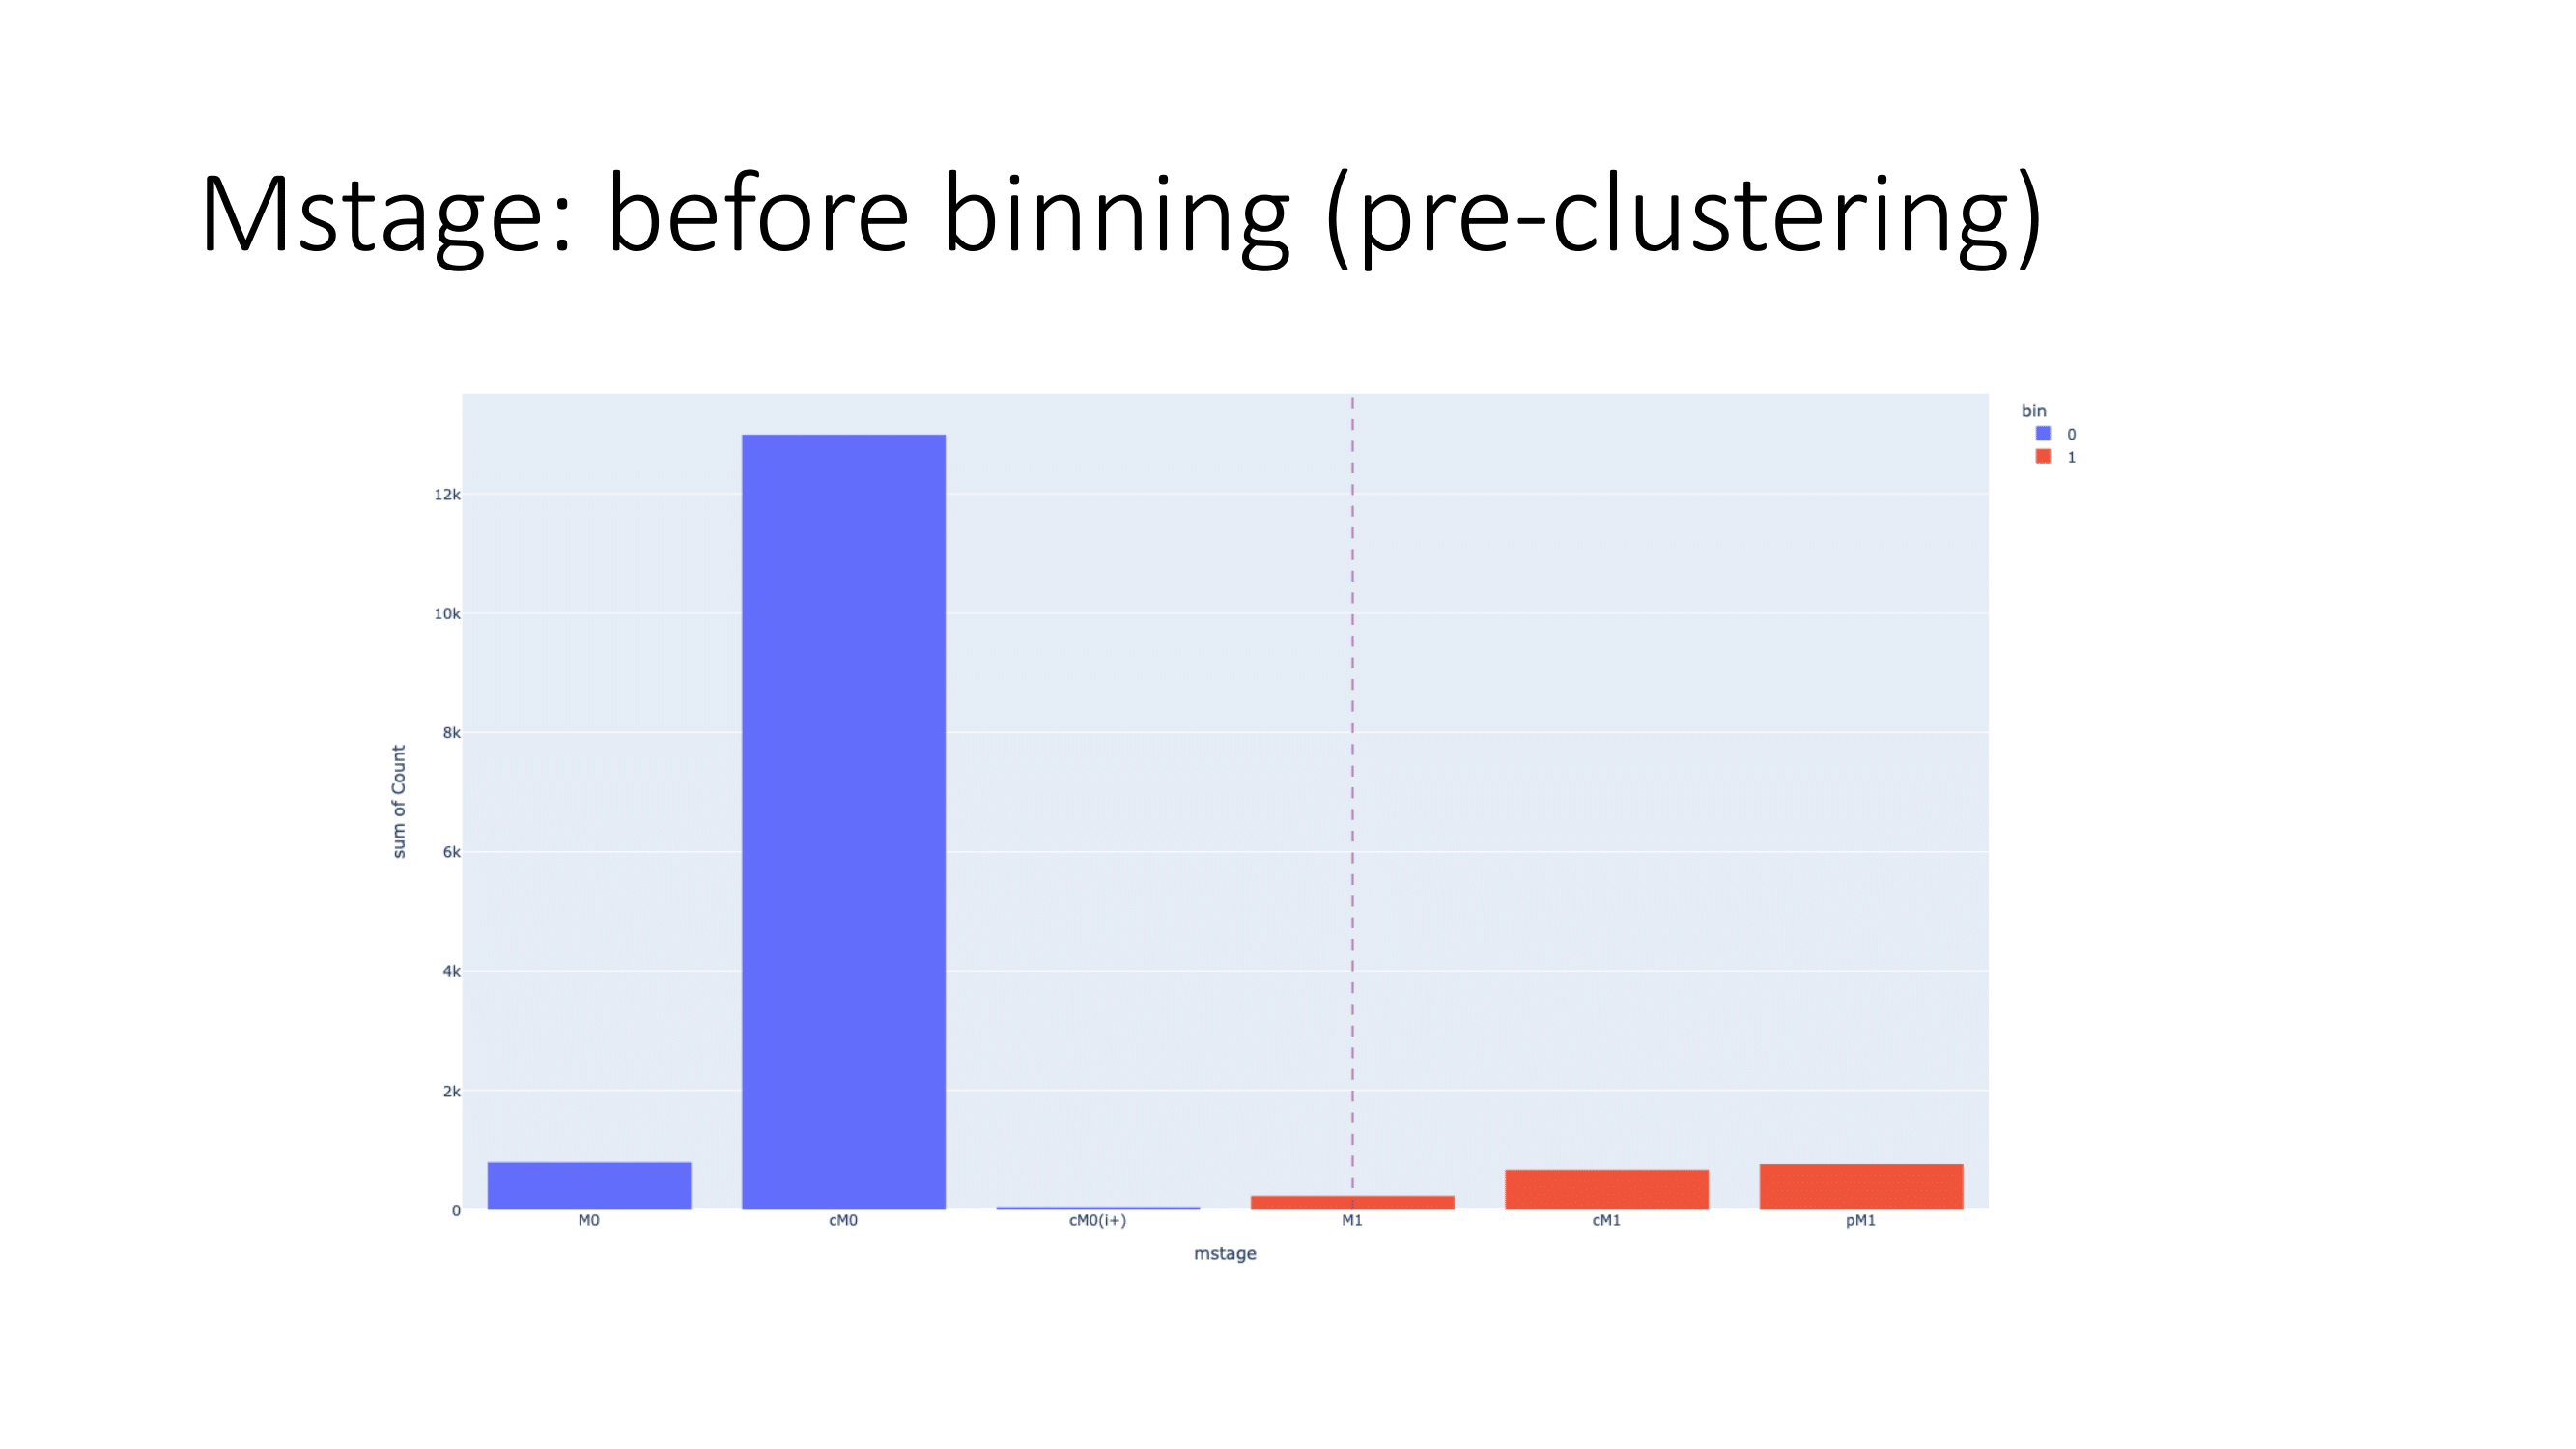 Mstage: before binning (pre-clustering)
bin
0
1
12k
10k
8k
6k
4k
2k
0
sum of Count
M0
cM0
cM0(i+)
M1
cM1
pM1
mstage